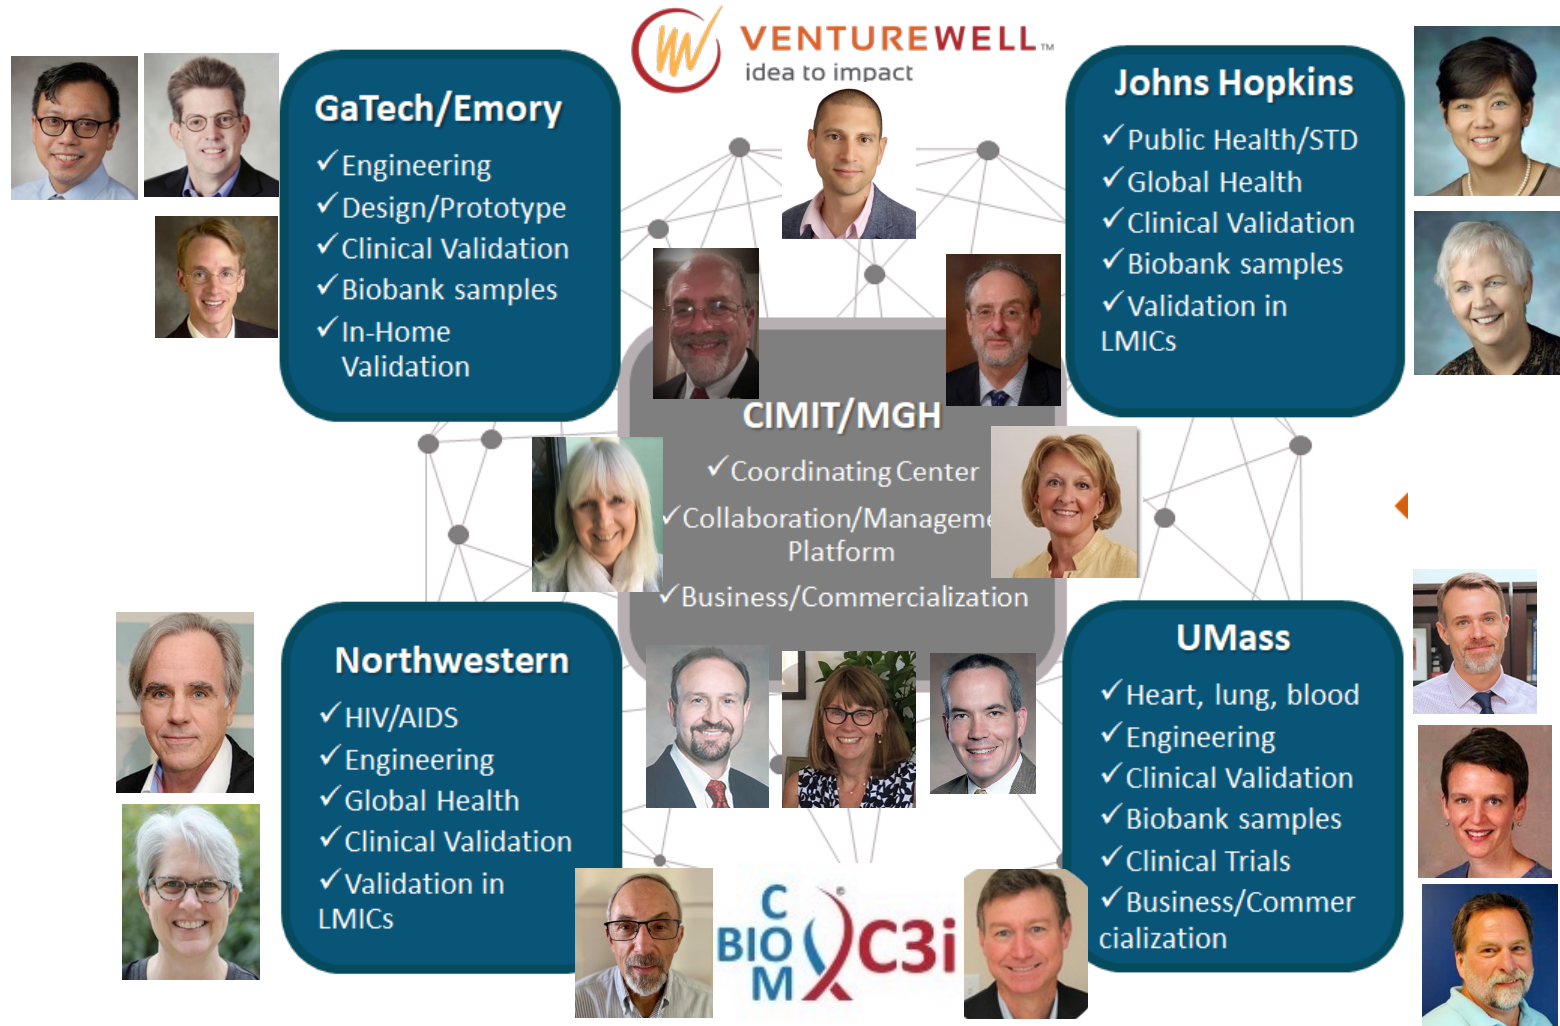 VENTUREWELL™
idea to impact
GaTech/Emory
✓Engineering
✓Design/Prototype
✓Clinical Validation
✓Biobank samples
✓In-Home
Validation
Johns Hopkins
✓Public Health/STD
✓Global Health
✓Clinical Validation
✓Biobank samples
✓Validation in
LMICs
CIMIT/MGH
✓Coordinating Center
✓Collaboration/Manageme
Platform
✓Business/Commercialization
Northwestern
✓HIV/AIDS
✓Engineering
✓Global Health
✓Clinical Validation
✓Validation in
LMICs
UMass
✓Heart, lung, blood
✓Engineering
✓Clinical Validation
✓Biobank samples
✓Clinical Trials
✓Business/Commer
cialization
C
BIO
M
C3i